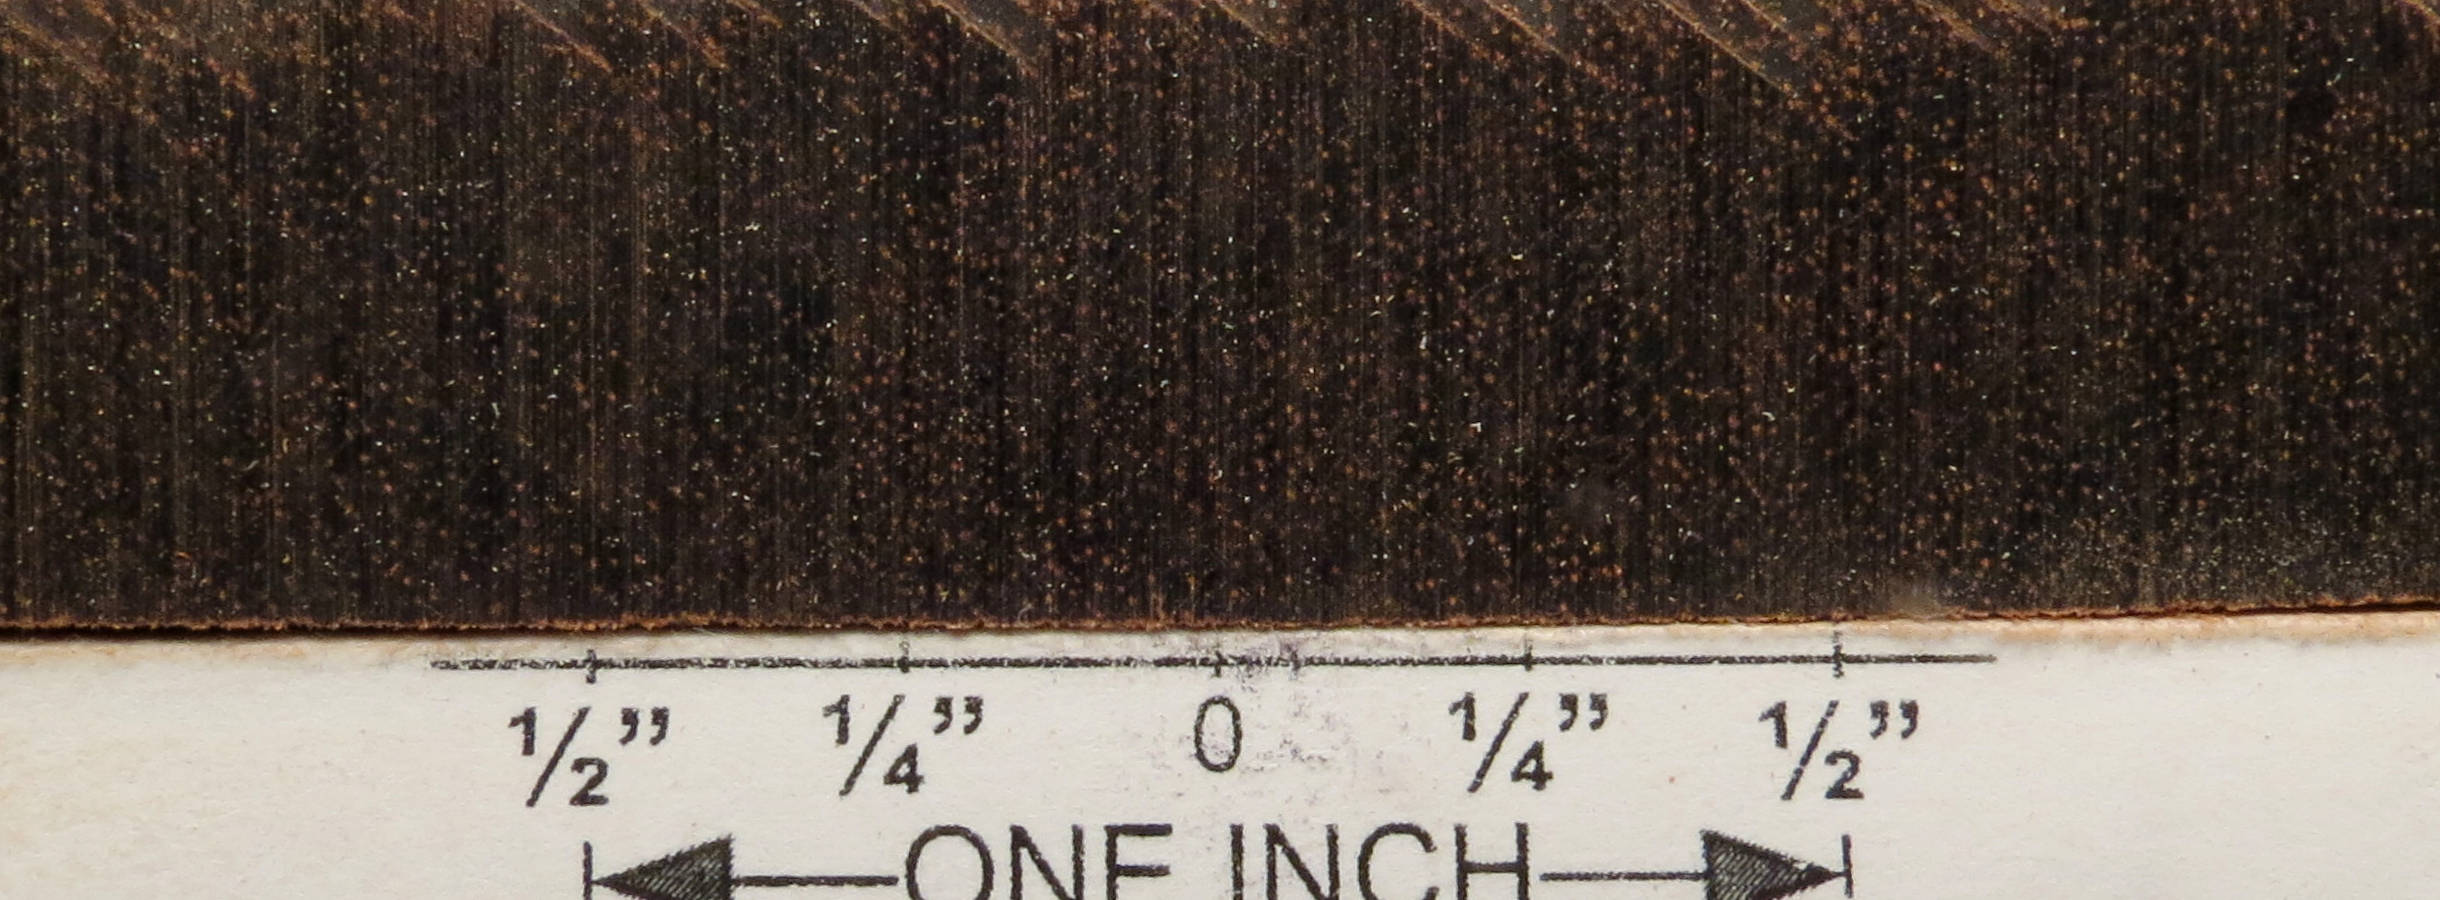 1/2” 1/4” 0 1/4” 1/2”
ONE INCH